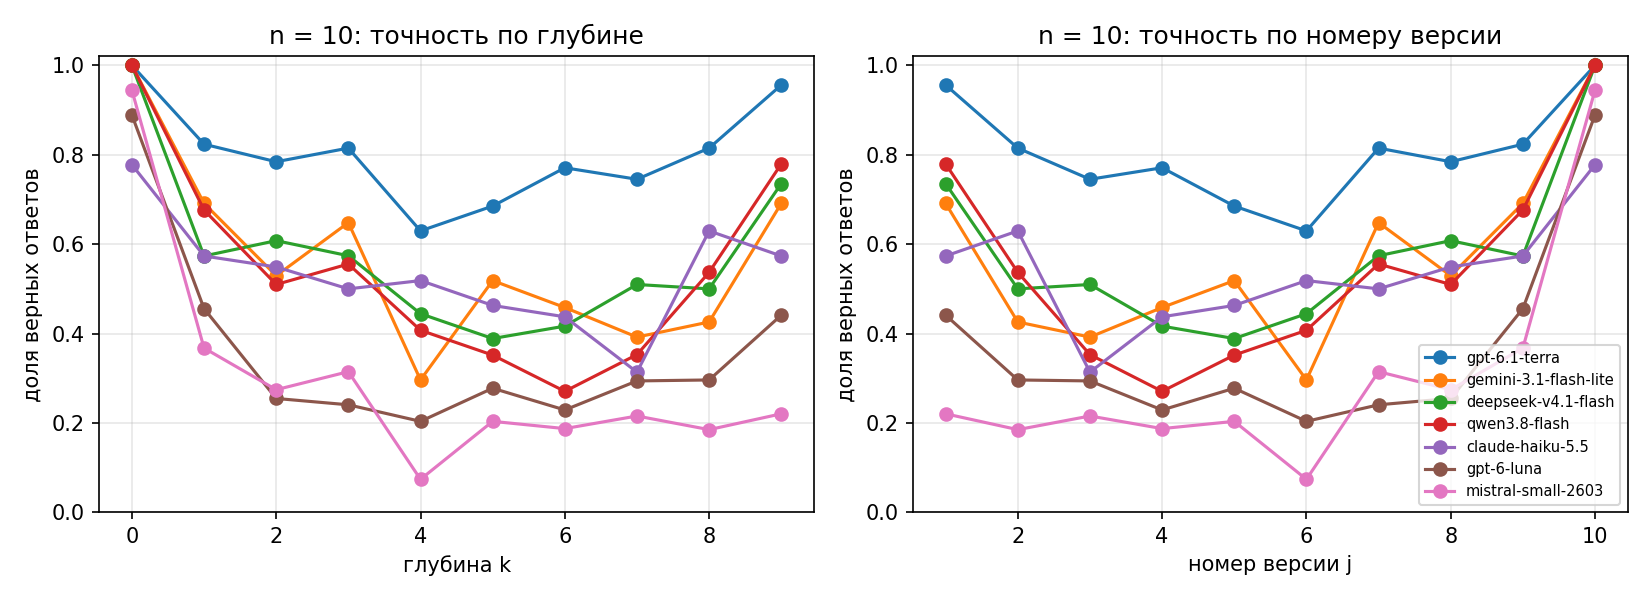 n = 10: точность по глубине
доля верных ответов
1.0
0.8
0.6
0.4
0.2
0.0
0 2 4 6 8
глубина k
n = 10: точность по номеру версии
доля верных ответов
1.0
0.8
0.6
0.4
0.2
0.0
2 4 6 8 10
номер версии j
gpt-6.1-terra
gemini-3.1-flash-lite
deepseek-v4.1-flash
qwen3.8-flash
claude-haiku-5.5
gpt-6-luna
mistral-small-2603